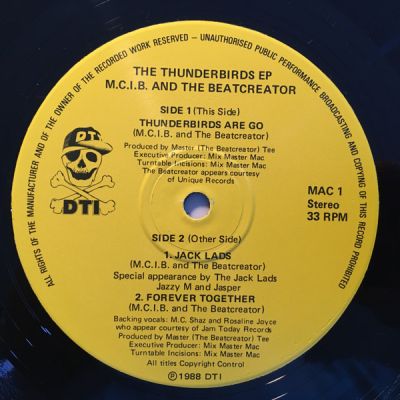 ALL RIGHTS OF THE MANUFACTURER AND OF THE OWNER OF THE RECORDED WORK RESERVED — UNAUTHORISED PUBLIC PERFORMANCE BROADCASTING AND COPYING OF THIS RECORD PROHIBITED
THE THUNDERBIRDS EP
M.C.I.B. AND THE BEATCREATOR
SIDE 1 (This Side)
THUNDERBIRDS ARE GO
(M.C.I.B. and The Beatcreator)
Produced by Master (The Beatcreator) Tee
Executive Producer: Mix Master Mac
Turntable Incisions: Mix Master Mac
The Beatcreator appears courtesy
of Unique Records
DTI
DTI
MAC 1
Stereo
33 RPM
SIDE 2 (Other Side)
1. JACK LADS
(M.C.I.B. and The Beatcreator)
Special appearance by The Jack Lads
Jazzy M and Jasper
2. FOREVER TOGETHER
(M.C.I.B. and The Beatcreator)
Backing vocals: M.C. Shaz and Rosaline Joyce
who appear courtesy of Jam Today Records
Produced by Master (The Beatcreator) Tee
Executive Producer: Mix Master Mac
Turntable Incisions: Mix Master Mac
All titles Copyright Control
℗1988 DTI